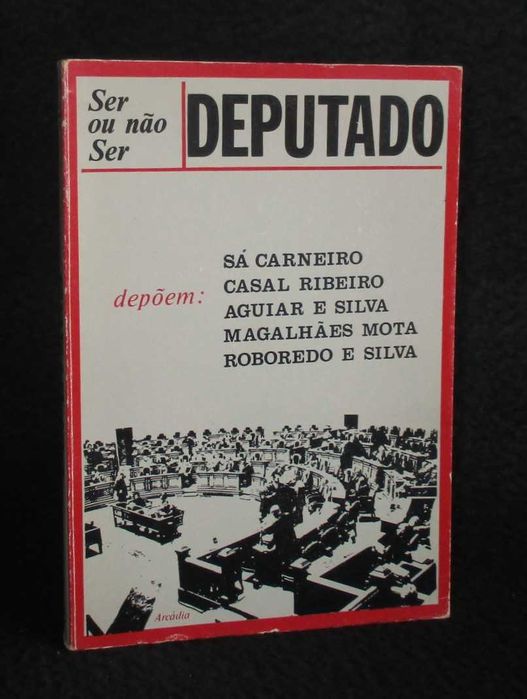 Ser
ou não
Ser
DEPUTADO
depõem:
SÁ CARNEIRO
CASAL RIBEIRO
AGUIAR E SILVA
MAGALHÃES MOTA
ROBOREDO E SILVA
Arcádia